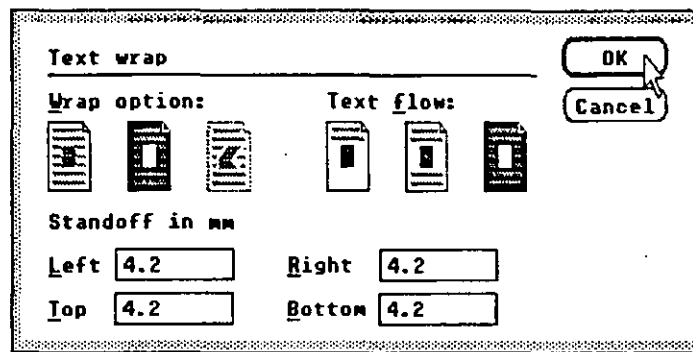 Text wrap
OK
Wrap option:
Text flow:
Cancel
Standoff in mm
Left 4.2
Right 4.2
Top 4.2
Bottom 4.2